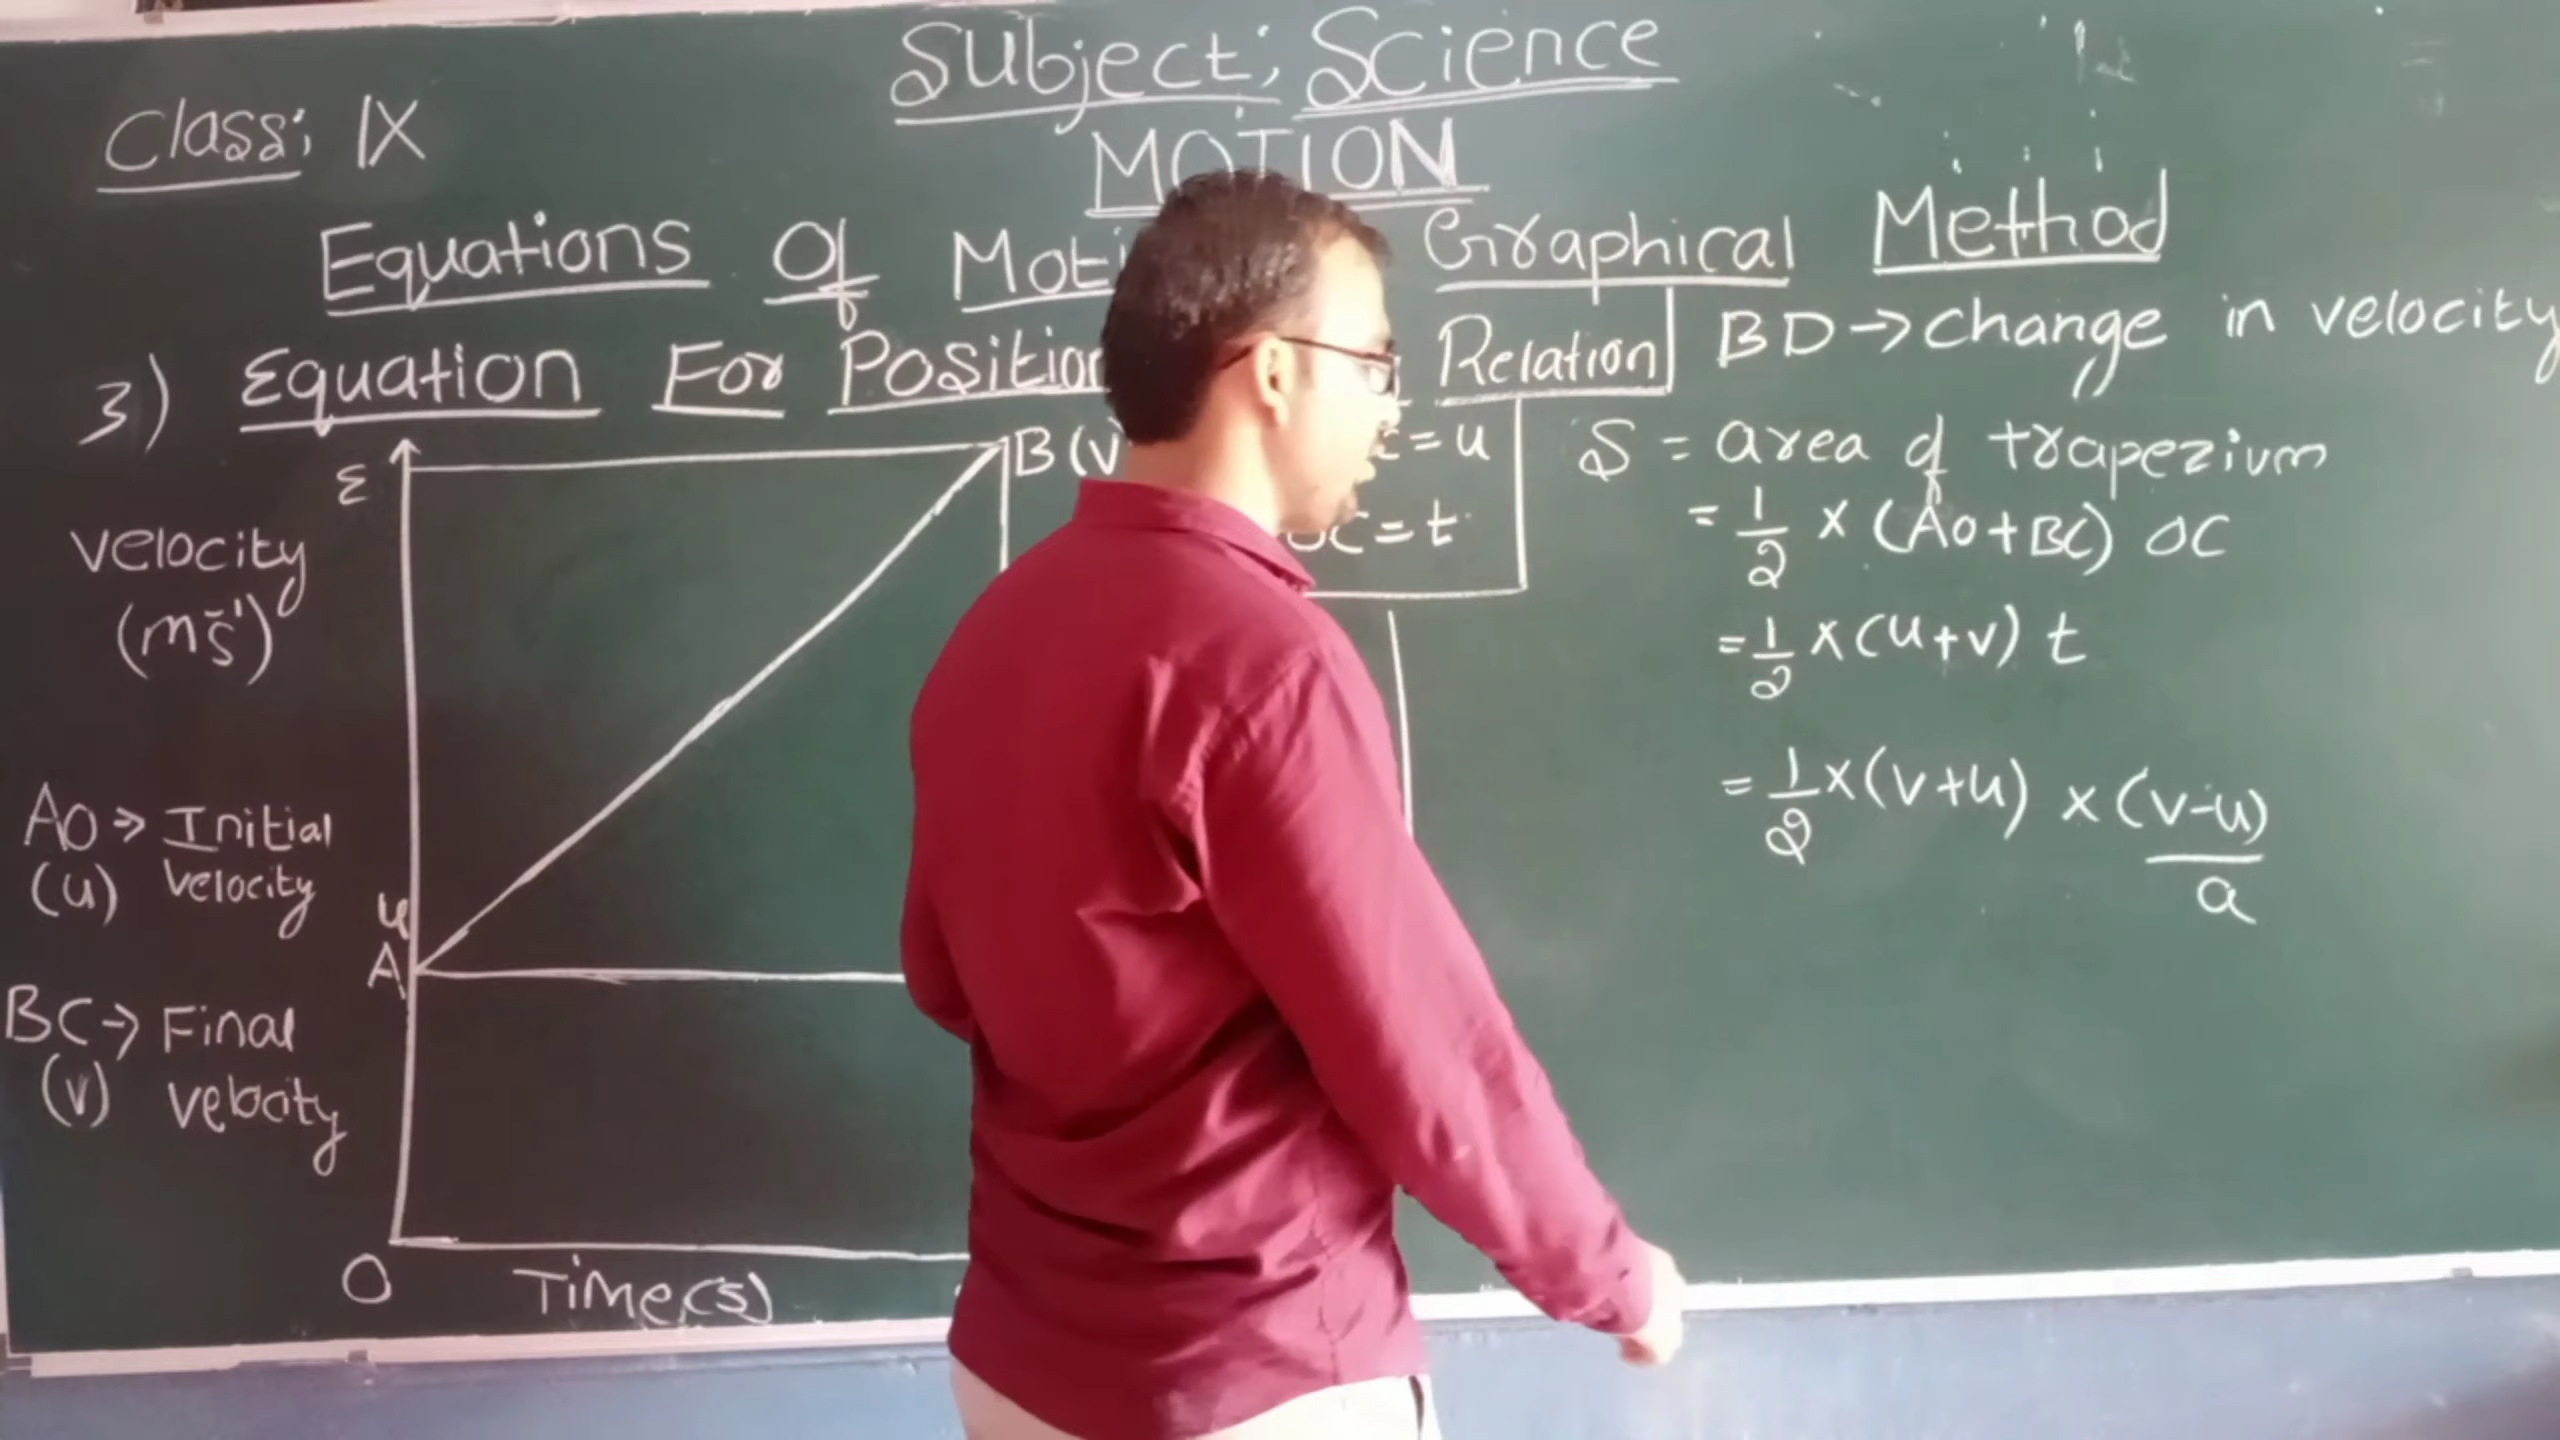 Subject: Science
Class: IX
MOTION
Equations Of Graphical Method
3) Equation For Relation
BD → Change in velocity
E
B (v
= u
OC = t
Velocity
(ms⁻¹)
S = area of trapezium
= 1/2 × (AO + BC) OC
= 1/2 × (u + v) t
= 1/2 × (v + u) × (v - u)/a
AO → Initial
(u) velocity
u
A
BC → Final
(v) velocity
O
Time(s)